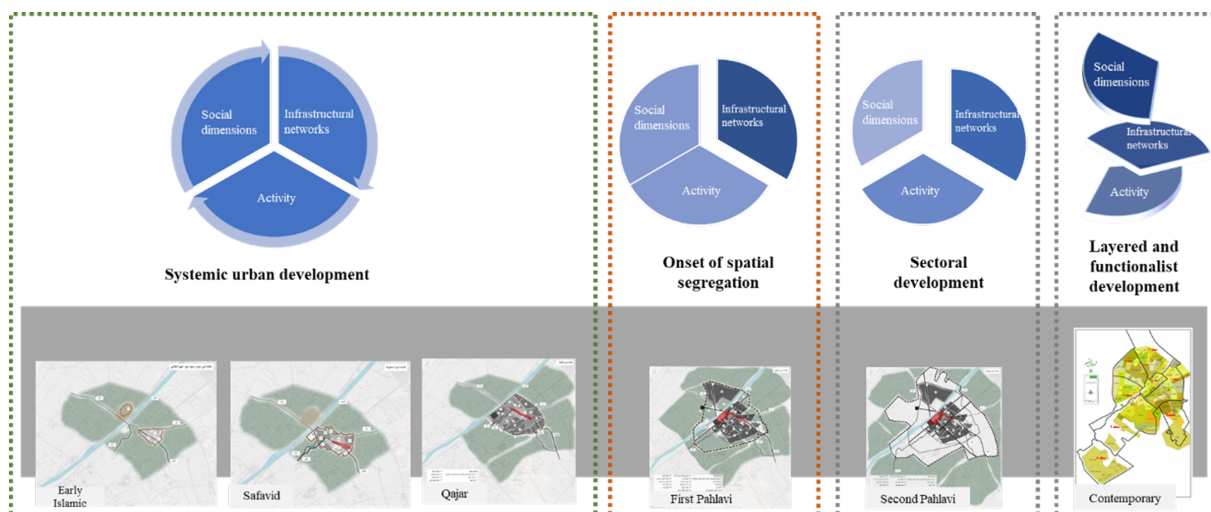 Social
dimensions
Infrastructural
networks
Activity
Systemic urban development
Social
dimensions
Infrastructural
networks
Activity
Onset of spatial
segregation
Social
dimensions
Infrastructural
networks
Activity
Sectoral
development
Social
dimensions
Infrastructural
networks
Activity
Layered and
functionalist
development
Early
Islamic
Safavid
Qajar
First Pahlavi
Second Pahlavi
Contemporary